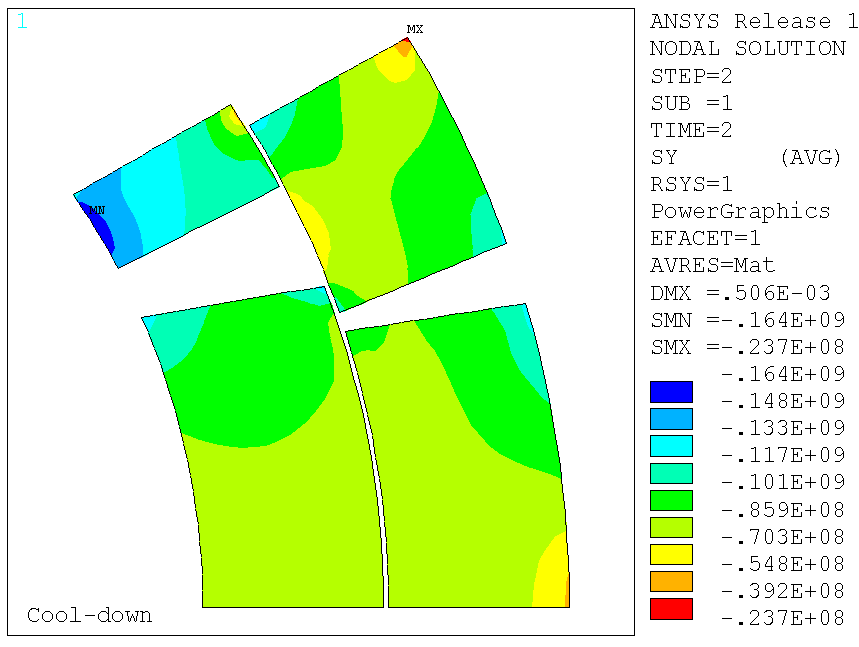 1
MX
MN
Cool-down
ANSYS Release 1
NODAL SOLUTION
STEP=2
SUB =1
TIME=2
SY (AVG)
RSYS=1
PowerGraphics
EFACET=1
AVRES=Mat
DMX =.506E-03
SMN =-.164E+09
SMX =-.237E+08
-.164E+09
-.148E+09
-.133E+09
-.117E+09
-.101E+09
-.859E+08
-.703E+08
-.548E+08
-.392E+08
-.237E+08